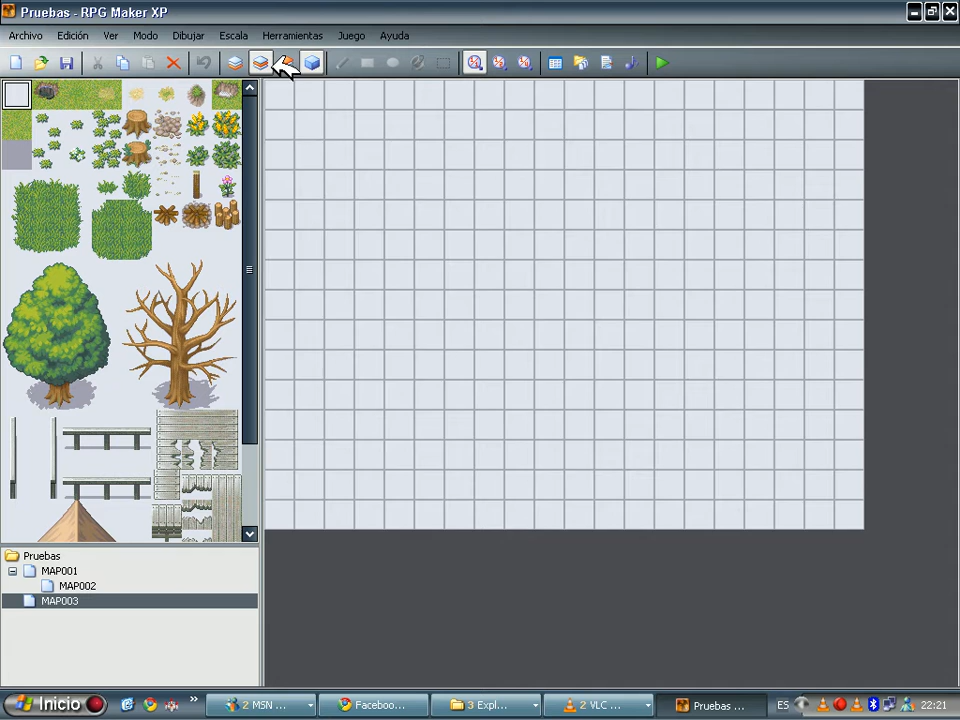 Pruebas - RPG Maker XP
Archivo Edición Ver Modo Dibujar Escala Herramientas Juego Ayuda
Pruebas
MAP001
MAP002
MAP003
Inicio
2 MSN ...
Faceboo...
3 Expl...
2 VLC ...
Pruebas ...
ES
22:21